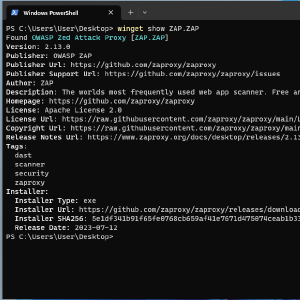 Windows PowerShell
PS C:\Users\User\Desktop> winget show ZAP.ZAP
Found OWASP Zed Attack Proxy [ZAP.ZAP]
Version: 2.13.0
Publisher: OWASP ZAP
Publisher Url: https://github.com/zaproxy/zaproxy
Publisher Support Url: https://github.com/zaproxy/zaproxy/issues
Author: ZAP
Description: The worlds most frequently used web app scanner. Free an
Homepage: https://github.com/zaproxy/zaproxy
License: Apache License 2.0
License Url: https://raw.githubusercontent.com/zaproxy/zaproxy/main/L
Copyright Url: https://raw.githubusercontent.com/zaproxy/zaproxy/main
Release Notes Url: https://www.zaproxy.org/docs/desktop/releases/2.13
Tags:
dast
scanner
security
zaproxy
Installer:
Installer Type: exe
Installer Url: https://github.com/zaproxy/zaproxy/releases/download
Installer SHA256:
Release Date: 2023-07-12
PS C:\Users\User\Desktop>